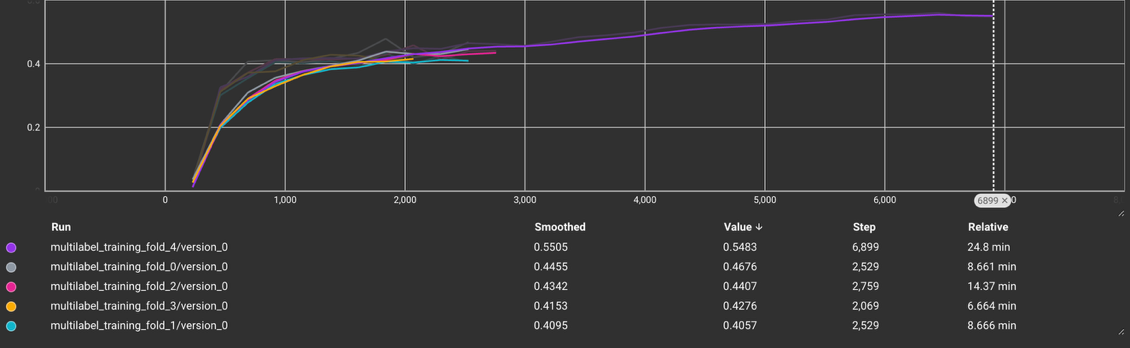 0.4
0.2
0 1,000 2,000 3,000 4,000 5,000 6,000
6899 ×
Run Smoothed Value ↓ Step Relative
multilabel_training_fold_4/version_0 0.5505 0.5483 6,899 24.8 min
multilabel_training_fold_0/version_0 0.4455 0.4676 2,529 8.661 min
multilabel_training_fold_2/version_0 0.4342 0.4407 2,759 14.37 min
multilabel_training_fold_3/version_0 0.4153 0.4276 2,069 6.664 min
multilabel_training_fold_1/version_0 0.4095 0.4057 2,529 8.666 min